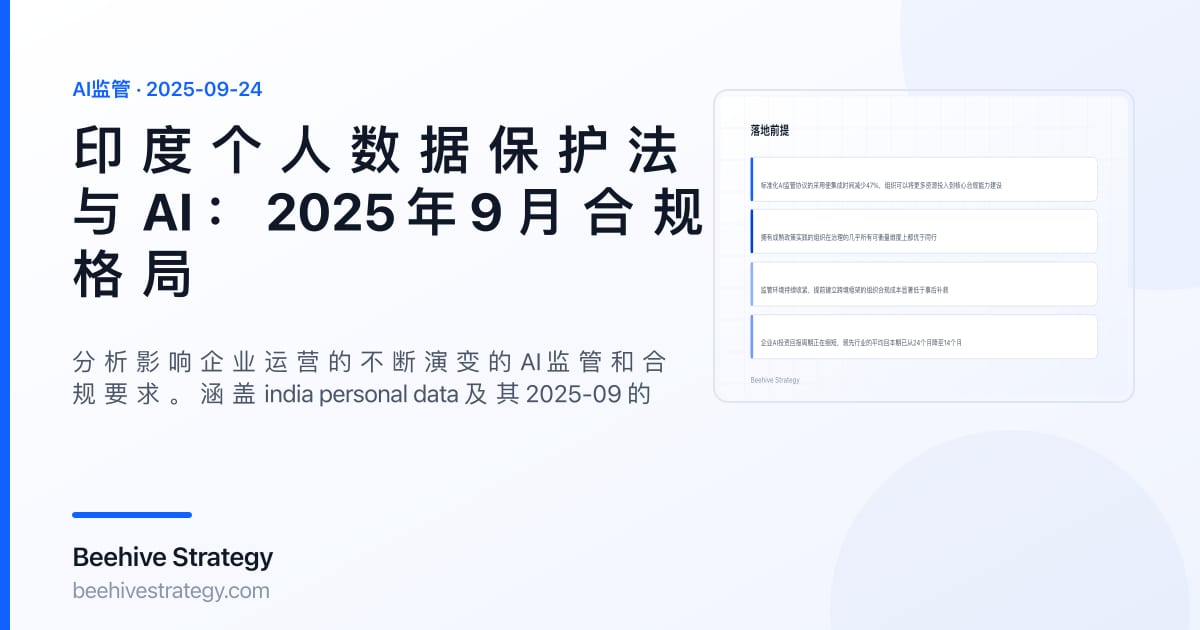 AI监管 · 2025-09-24
印度个人数据保护法
与 AI： 2025年9月合规
格局
分析影响企业运营的不断演变的AI监管和合
规要求。涵盖 india personal data 及其 2025-09 的
Beehive Strategy
beehivestrategy.com
落地前提
标准化AI监管协议的采用使集成时间减少47%，组织可以将更多资源投入到核心合规能力建设
拥有成熟政策实践的组织在治理的几乎所有可衡量维度上都优于同行
监管环境持续收紧，提前建立跨境框架的组织合规成本显著低于事后补救
企业AI投资回报周期正在缩短，领先行业的平均回本期已从24个月降至14个月
Beehive Strategy